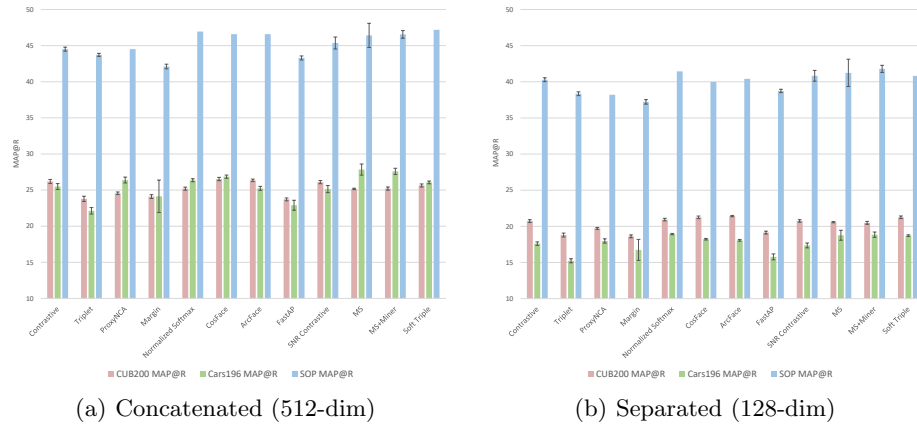 50
45
40
35
30
25
20
15
10
MAP@R
Contrastive
Triplet
ProxyNCA
Margin
Normalized Softmax
CosFace
ArcFace
FastAP
SNR Contrastive
MS
MS+Miner
Soft Triple
CUB200 MAP@R Cars196 MAP@R SOP MAP@R
(a) Concatenated (512-dim)
50
45
40
35
30
25
20
15
10
MAP@R
Contrastive
Triplet
ProxyNCA
Margin
Normalized Softmax
CosFace
ArcFace
FastAP
SNR Contrastive
MS
MS+Miner
Soft Triple
CUB200 MAP@R Cars196 MAP@R SOP MAP@R
(b) Separated (128-dim)